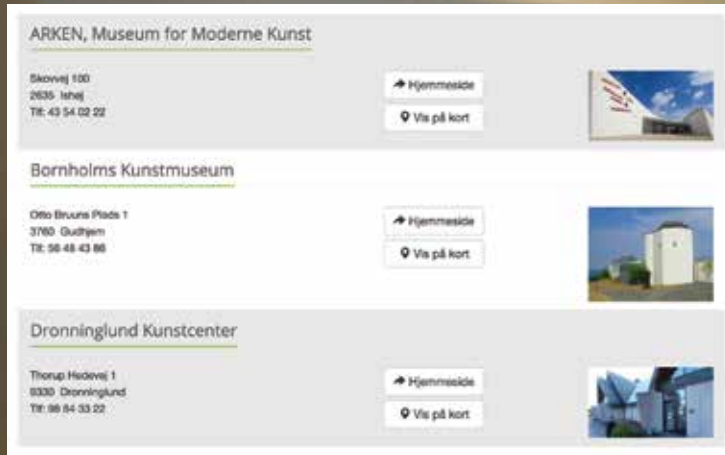 ARKEN, Museum for Moderne Kunst
Skovvej 100
2635 Ishøj
Tlf: 43 54 02 22
Hjemmeside
Vis på kort
Bornholms Kunstmuseum
Otto Bruuns Plads 1
3760 Gudhjem
Tlf: 56 48 43 86
Hjemmeside
Vis på kort
Dronninglund Kunstcenter
Thorup Hedevej 1
9330 Dronninglund
Tlf: 98 84 33 22
Hjemmeside
Vis på kort